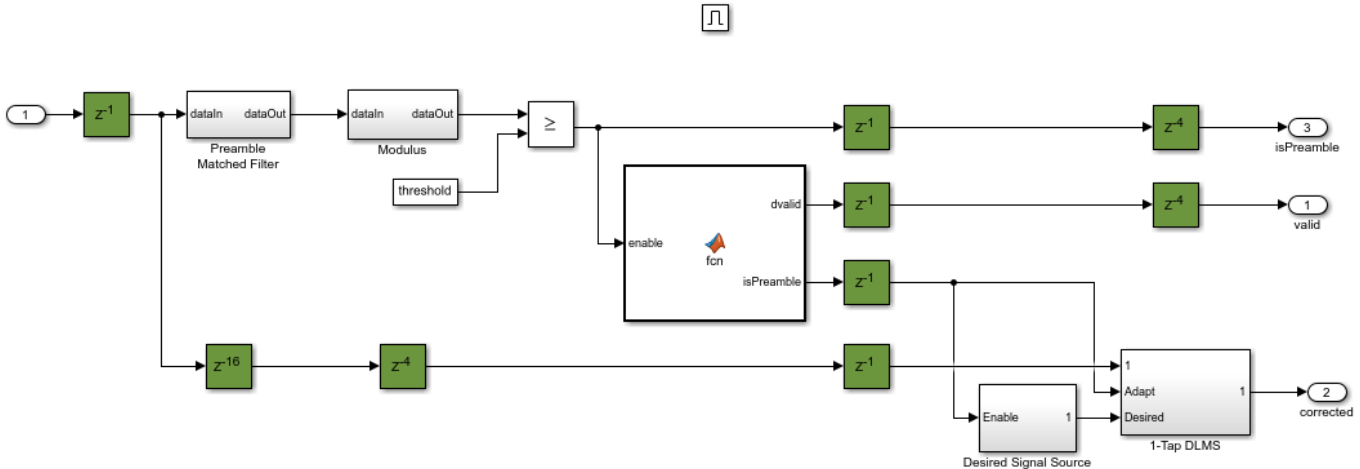 1
z-1
dataIn dataOut
Preamble
Matched Filter
dataIn dataOut
Modulus
threshold
≥
z-1
z-4
3
isPreamble
enable
fcn
dvalid
isPreamble
z-1
z-4
1
valid
z-1
z-16
z-4
z-1
Enable 1
Desired Signal Source
1
Adapt
Desired
1
1-Tap DLMS
2
corrected